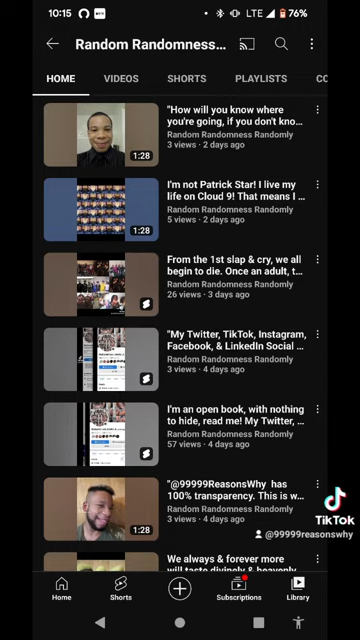 10:15
LTE 76%
Random Randomness...
HOME VIDEOS SHORTS PLAYLISTS CO
"How will you know where
you're going, if you don't kno...
Random Randomness Randomly
3 views · 2 days ago
1:28
I'm not Patrick Star! I live my
life on Cloud 9! That means I ...
Random Randomness Randomly
5 views · 2 days ago
1:28
From the 1st slap & cry, we all
begin to die. Once an adult, t...
Random Randomness Randomly
26 views · 3 days ago
"My Twitter, TikTok, Instagram,
Facebook, & LinkedIn Social ...
Random Randomness Randomly
3 views · 4 days ago
I'm an open book, with nothing
to hide, read me! My Twitter, ...
Random Randomness Randomly
57 views · 4 days ago
"@99999ReasonsWhy has
100% transparency. This is w...
Random Randomness Randomly
3 views · 4 days ago
1:28
TikTok
@99999reasonswhy
We always & forever more
will taste divinely & heavenly
Home Shorts Subscriptions Library